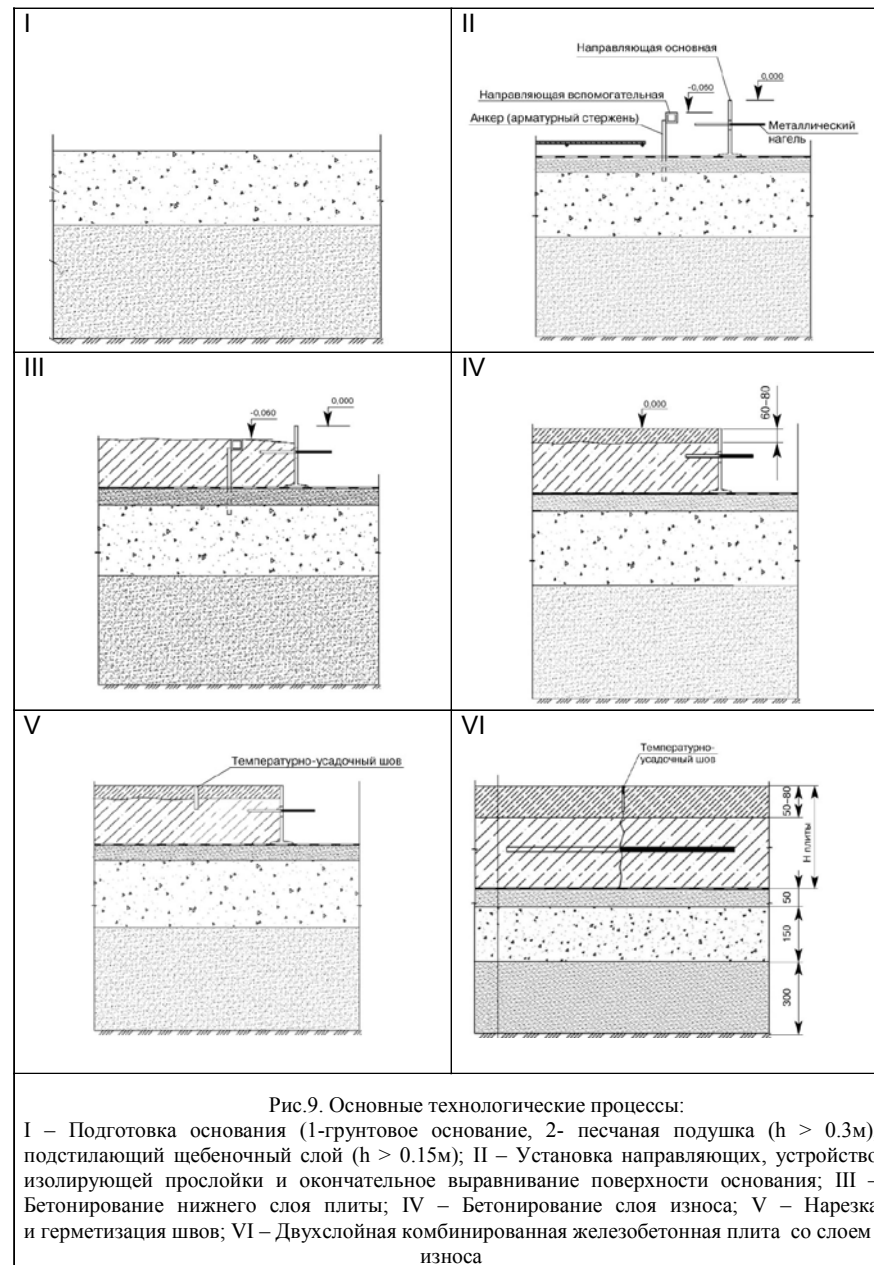 I
II
Направляющая основная
0,000
Направляющая вспомогательная
-0,060
Анкер (арматурный стержень)
Металлический
нагель
III
-0,060
0,000
IV
0,000
60–80
V
Температурно-усадочный шов
VI
Температурно-
усадочный шов
50–80
Н плиты
50
150
300
Рис.9. Основные технологические процессы:
I – Подготовка основания (1-грунтовое основание, 2- песчаная подушка (h > 0.3м)
подстилающий щебеночный слой (h > 0.15м); II – Установка направляющих, устройство
изолирующей прослойки и окончательное выравнивание поверхности основания; III –
Бетонирование нижнего слоя плиты; IV – Бетонирование слоя износа; V – Нарезка
и герметизация швов; VI – Двухслойная комбинированная железобетонная плита со слоем
износа